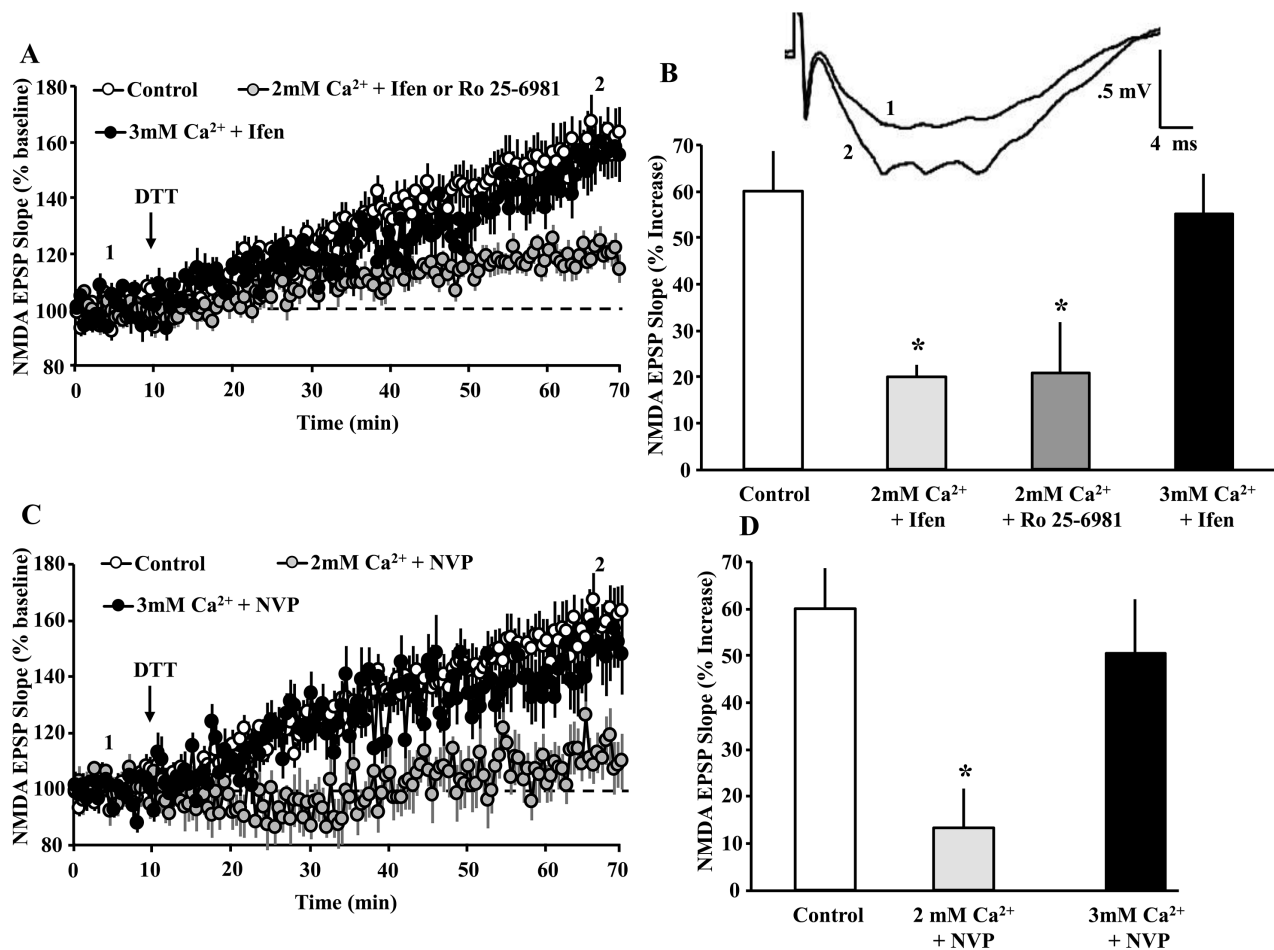 A
NMDA EPSP Slope (% baseline)
180
160
140
120
100
80
Control
2mM Ca²⁺ + Ifen or Ro 25-6981
3mM Ca²⁺ + Ifen
2
DTT
1
0 10 20 30 40 50 60 70
Time (min)
B
1
2
.5 mV
4 ms
NMDA EPSP Slope (% Increase)
70
60
50
40
30
20
10
0
*
*
Control
2mM Ca²⁺
+ Ifen
2mM Ca²⁺
+ Ro 25-6981
3mM Ca²⁺
+ Ifen
C
NMDA EPSP Slope (% baseline)
180
160
140
120
100
80
Control
2mM Ca²⁺ + NVP
3mM Ca²⁺ + NVP
2
DTT
1
0 10 20 30 40 50 60 70
Time (min)
D
NMDA EPSP Slope (% Increase)
70
60
50
40
30
20
10
0
*
Control
2 mM Ca²⁺
+ NVP
3mM Ca²⁺
+ NVP